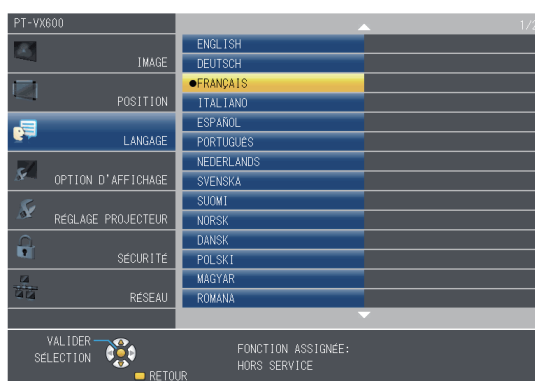 PT-VX600
1/2
IMAGE
POSITION
LANGAGE
OPTION D'AFFICHAGE
RÉGLAGE PROJECTEUR
SÉCURITÉ
RÉSEAU
ENGLISH
DEUTSCH
●FRANÇAIS
ITALIANO
ESPAÑOL
PORTUGUÊS
NEDERLANDS
SVENSKA
SUOMI
NORSK
DANSK
POLSKI
MAGYAR
ROMANA
VALIDER
SÉLECTION
RETOUR
FONCTION ASSIGNÉE:
HORS SERVICE